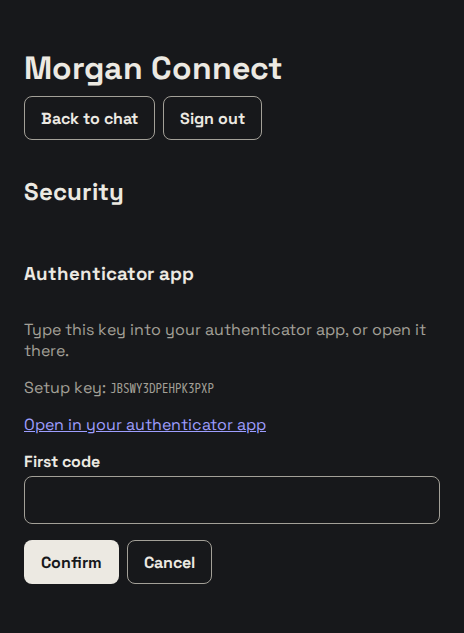 Morgan Connect
Back to chat
Sign out
Security
Authenticator app
Type this key into your authenticator app, or open it
there.
Setup key: JBSWY3DPEHPK3PXP
Open in your authenticator app
First code
Confirm
Cancel